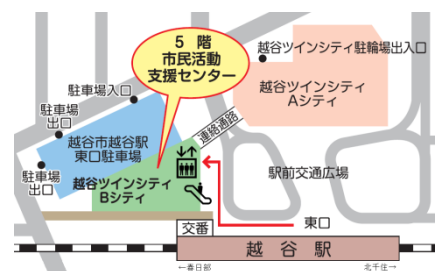 5 階
市民活動
支援センター
越谷ツインシティ駐輪場出入口
越谷ツインシティ
Aシティ
駐車場入口
駐車場
出口
越谷市越谷駅
東口駐車場
連絡通路
駐車場
出口
越谷ツインシティ
Bシティ
駅前交通広場
東口
交番
越谷駅
←春日部
北千住→